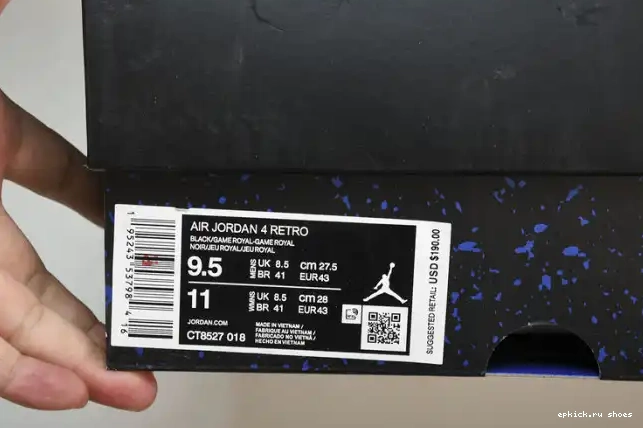 AIR JORDAN 4 RETRO
BLACK/GAME ROYAL-GAME ROYAL
NOIR/JEU ROYAL/JEU ROYAL
9.5 MENS UK 8.5 CM 27.5
BR 41 EUR43
11 WMNS UK 8.5 CM 28
BR 41 EUR43
JORDAN.COM
CT8527 018
MADE IN VIETNAM /
FABRIQUÉ AU VIETNAM /
FABRICADO NO VIETNÃ /
HECHO EN VIETNAM
1 95243 53798 4 16
SUGGESTED RETAIL: USD $190.00
epkick.ru shoes